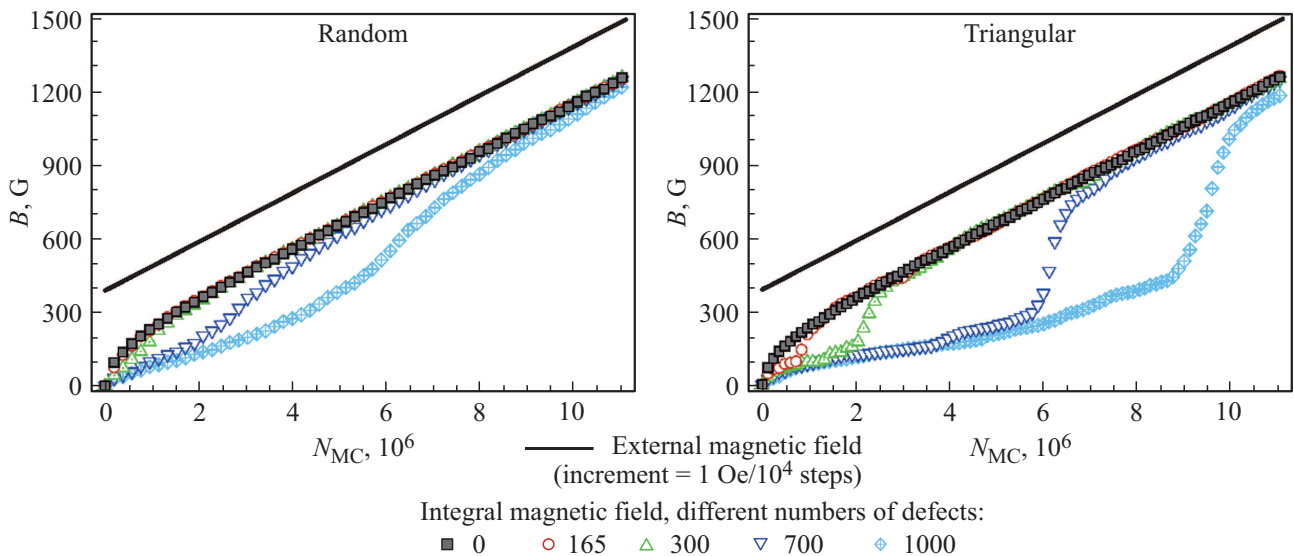 Random
1500
1200
900
600
300
0
B, G
0 2 4 6 8 10
N_MC, 10^6
Triangular
1500
1200
900
600
300
0
B, G
0 2 4 6 8 10
N_MC, 10^6
External magnetic field
(increment = 1 Oe/10^4 steps)
Integral magnetic field, different numbers of defects:
0 165 300 700 1000